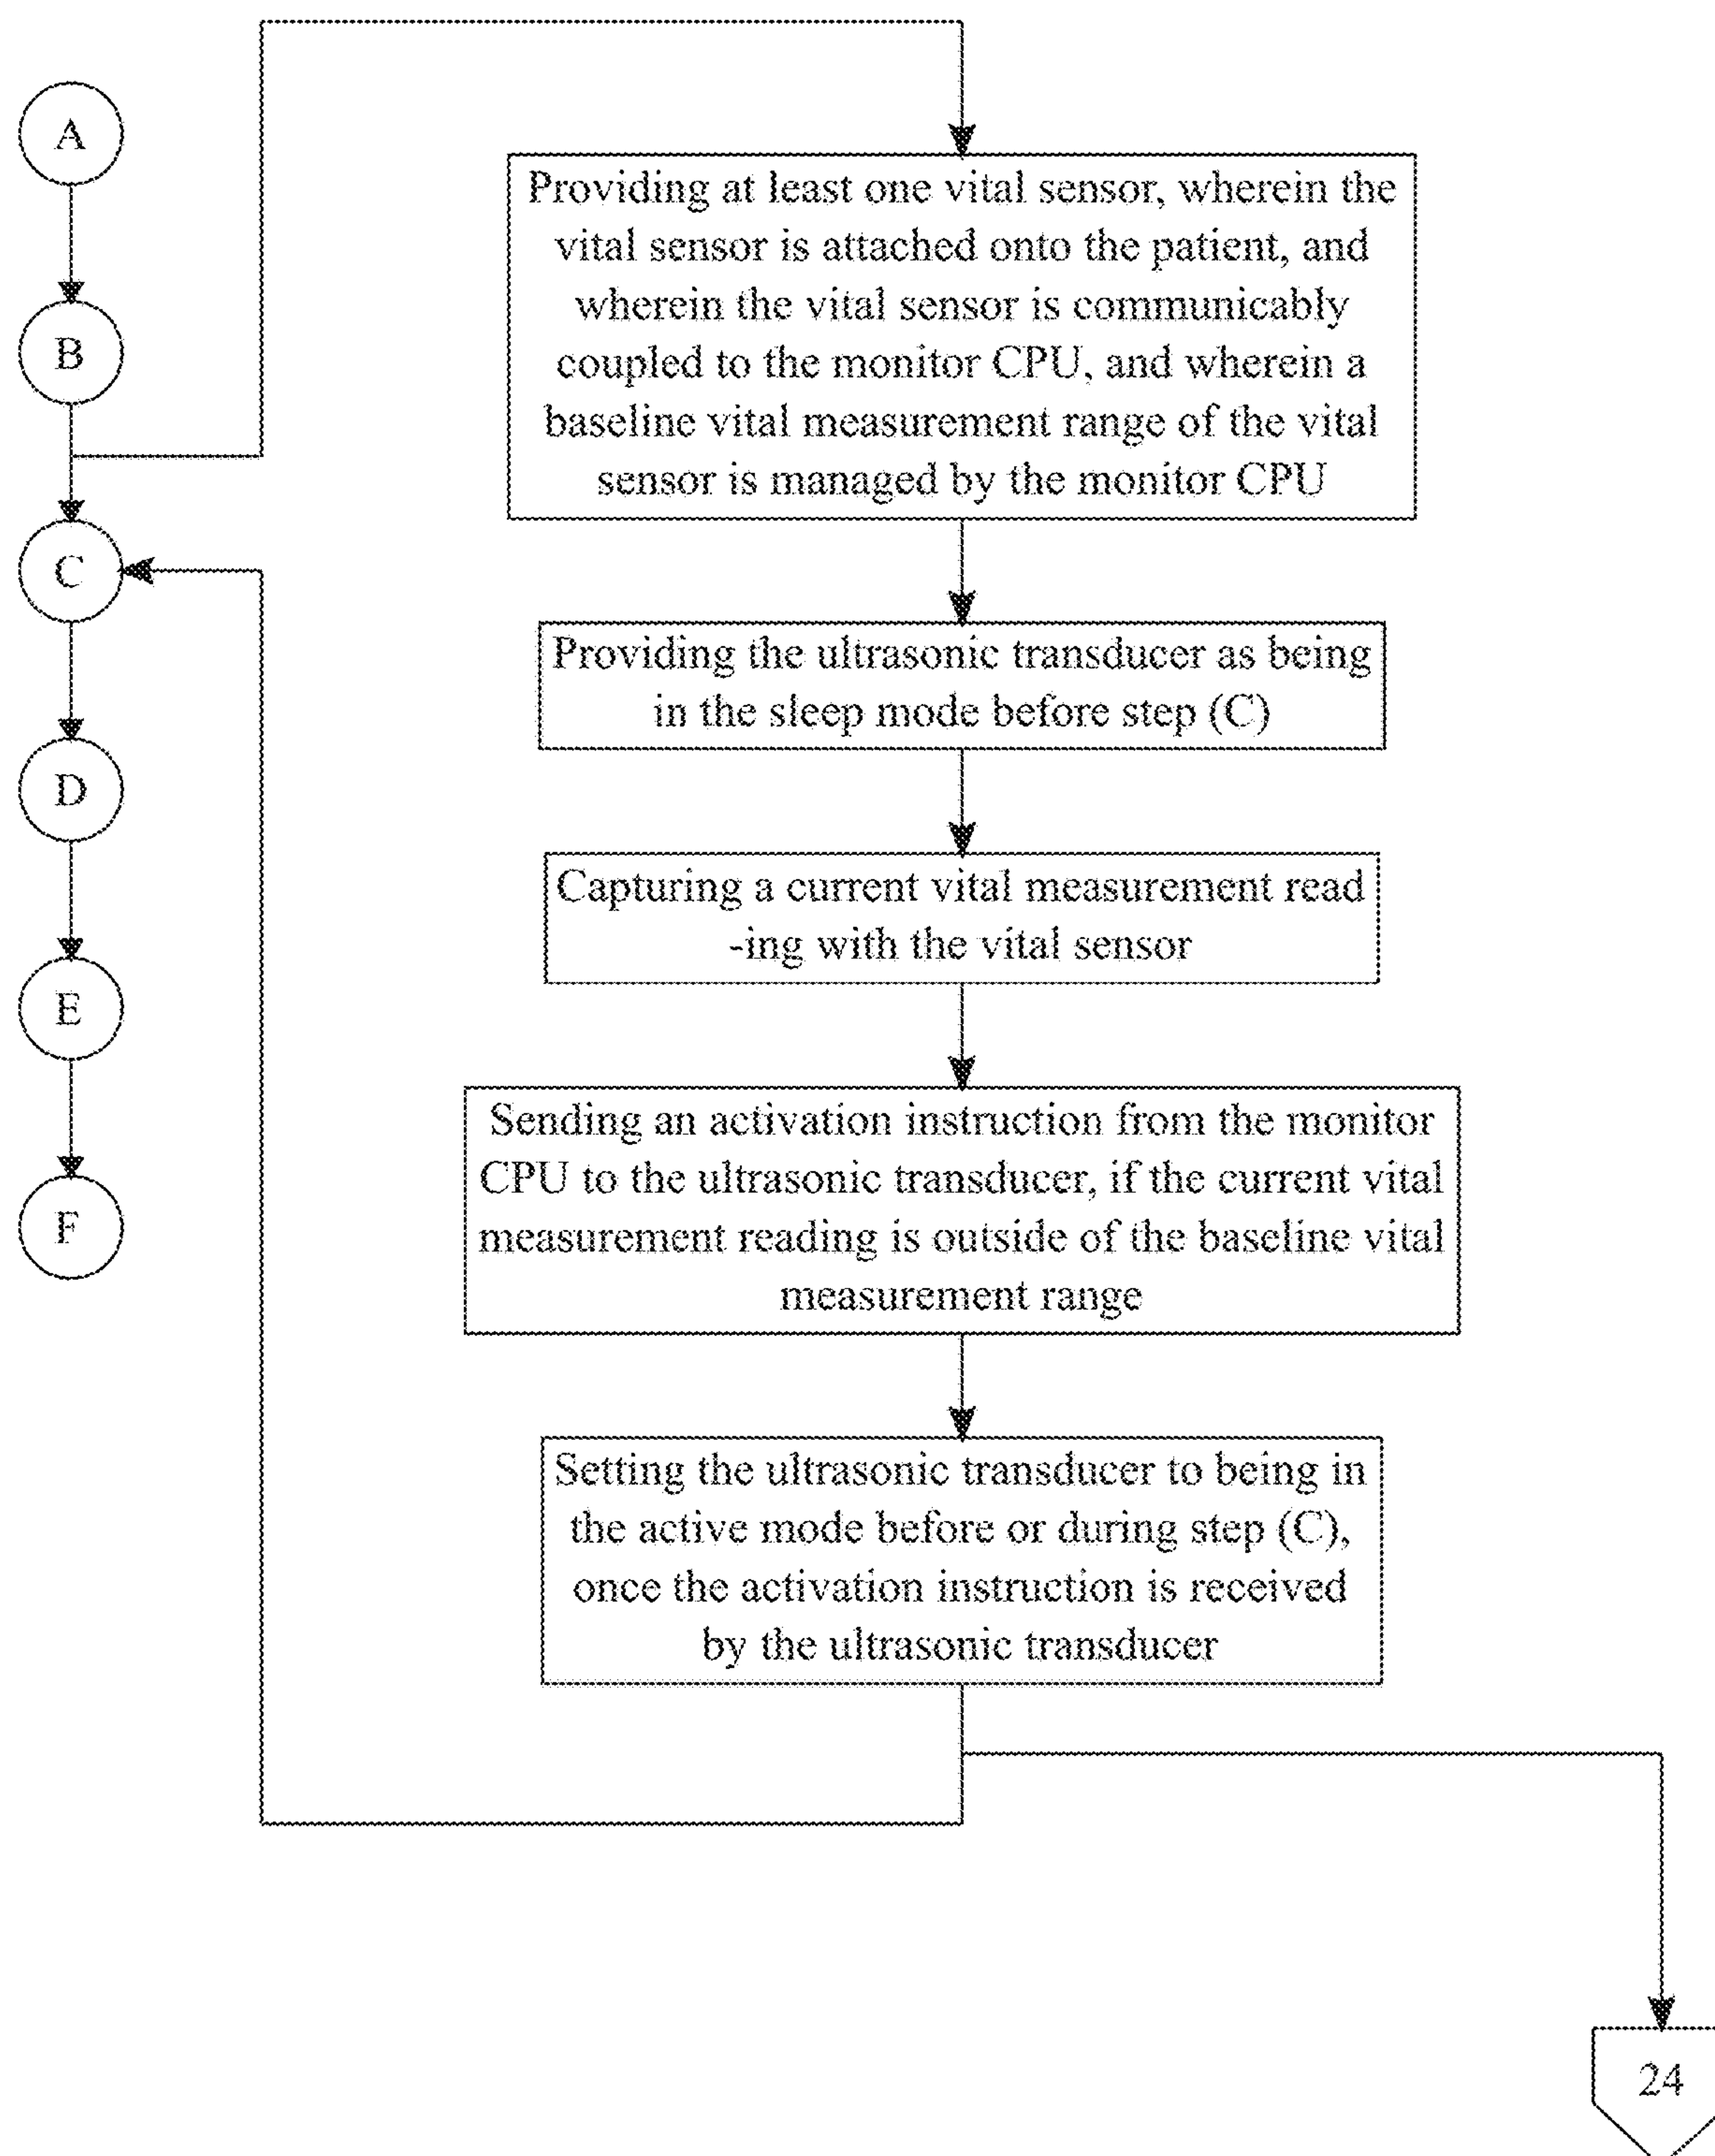 A
B
C
D
E
F
Providing at least one vital sensor, wherein the
vital sensor is attached onto the patient, and
wherein the vital sensor is communicably
coupled to the monitor CPU, and wherein a
baseline vital measurement range of the vital
sensor is managed by the monitor CPU
Providing the ultrasonic transducer as being
in the sleep mode before step (C)
Capturing a current vital measurement read
-ing with the vital sensor
Sending an activation instruction from the monitor
CPU to the ultrasonic transducer, if the current vital
measurement reading is outside of the baseline vital
measurement range
Setting the ultrasonic transducer to being in
the active mode before or during step (C),
once the activation instruction is received
by the ultrasonic transducer
24